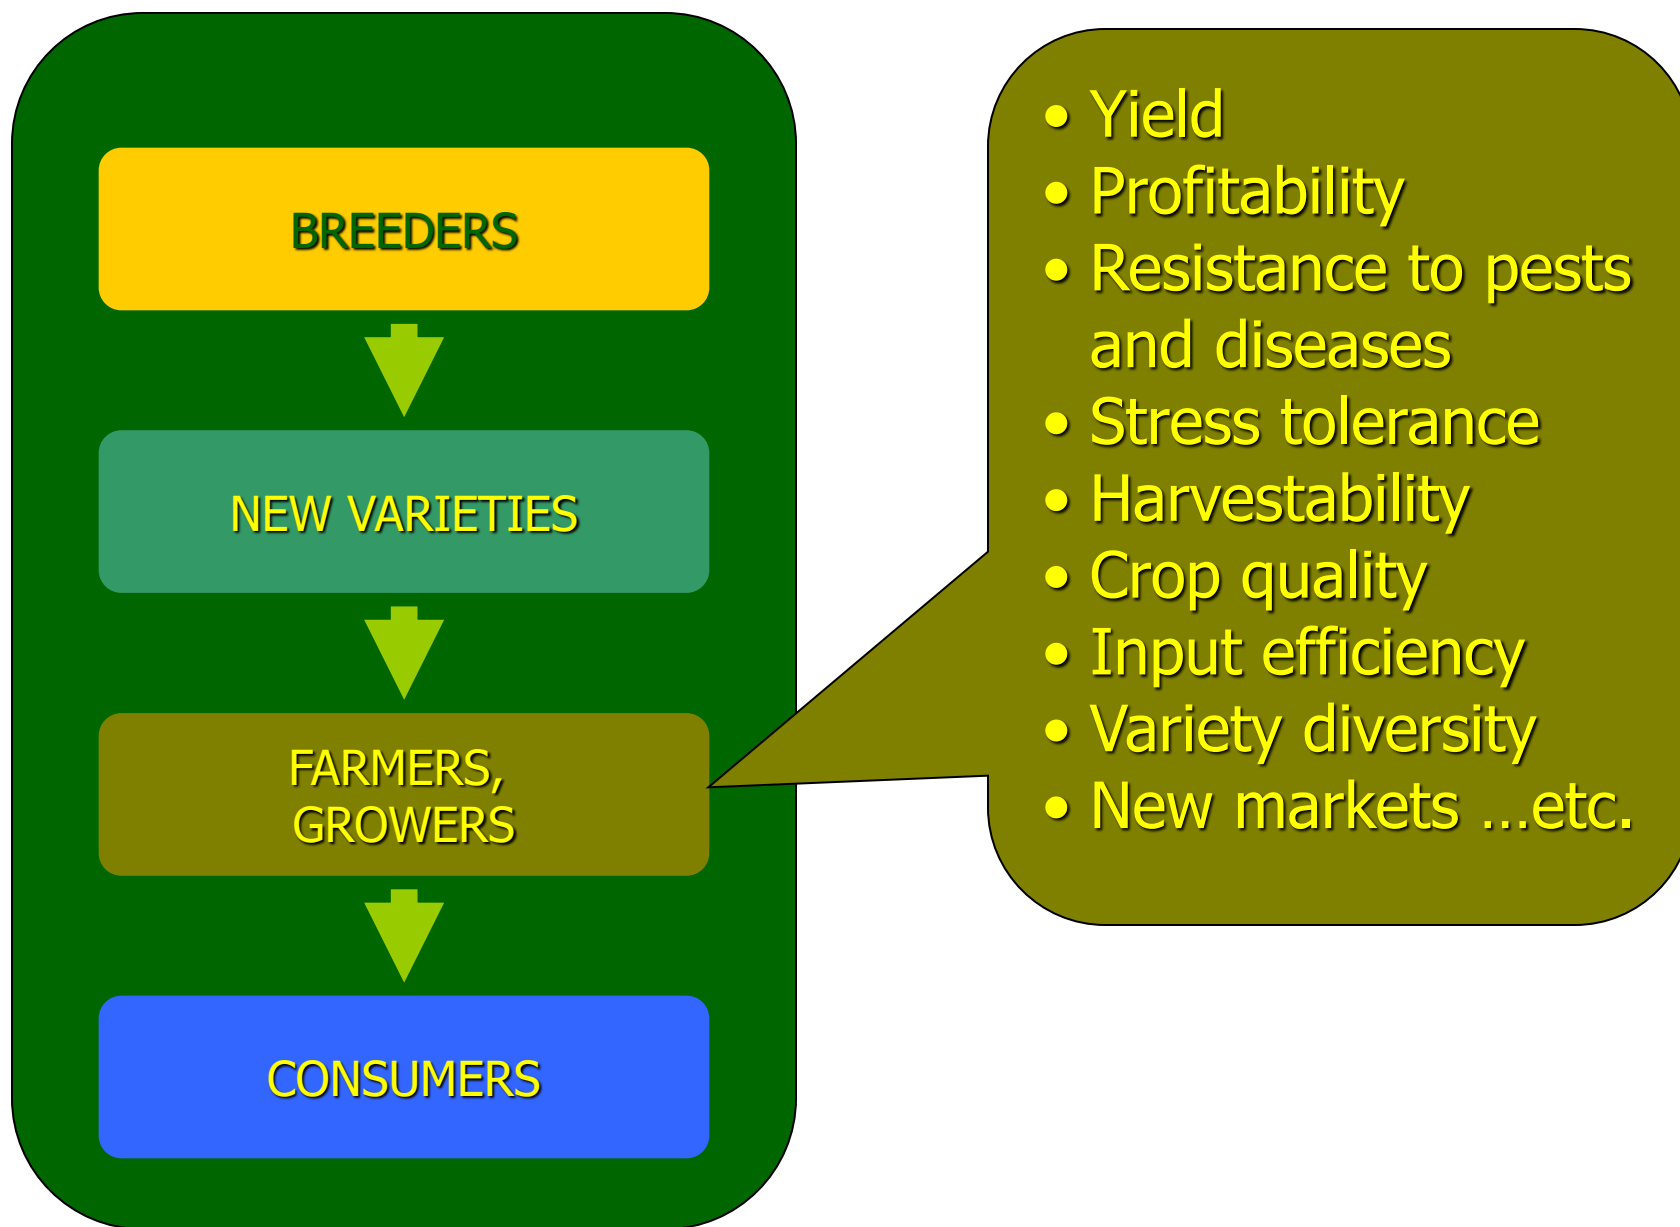 BREEDERS
NEW VARIETIES
FARMERS,
GROWERS
CONSUMERS
• Yield
• Profitability
• Resistance to pests
and diseases
• Stress tolerance
• Harvestability
• Crop quality
• Input efficiency
• Variety diversity
• New markets …etc.